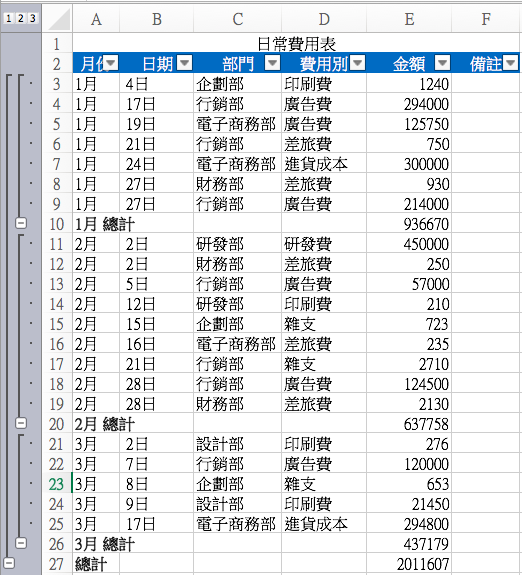 1 2 3
A B C D E F
1 日常費用表
2 月份 日期 部門 費用別 金額 備註
3 1月 4日 企劃部 印刷費 1240
4 1月 17日 行銷部 廣告費 294000
5 1月 19日 電子商務部 廣告費 125750
6 1月 21日 行銷部 差旅費 750
7 1月 24日 電子商務部 進貨成本 300000
8 1月 27日 財務部 差旅費 930
9 1月 27日 行銷部 廣告費 214000
10 1月 總計 936670
11 2月 2日 研發部 研發費 450000
12 2月 2日 財務部 差旅費 250
13 2月 5日 行銷部 廣告費 57000
14 2月 12日 研發部 印刷費 210
15 2月 15日 企劃部 雜支 723
16 2月 16日 電子商務部 差旅費 235
17 2月 21日 行銷部 雜支 2710
18 2月 28日 行銷部 廣告費 124500
19 2月 28日 財務部 差旅費 2130
20 2月 總計 637758
21 3月 2日 設計部 印刷費 276
22 3月 7日 行銷部 廣告費 120000
23 3月 8日 企劃部 雜支 653
24 3月 9日 設計部 印刷費 21450
25 3月 17日 電子商務部 進貨成本 294800
26 3月 總計 437179
27 總計 2011607